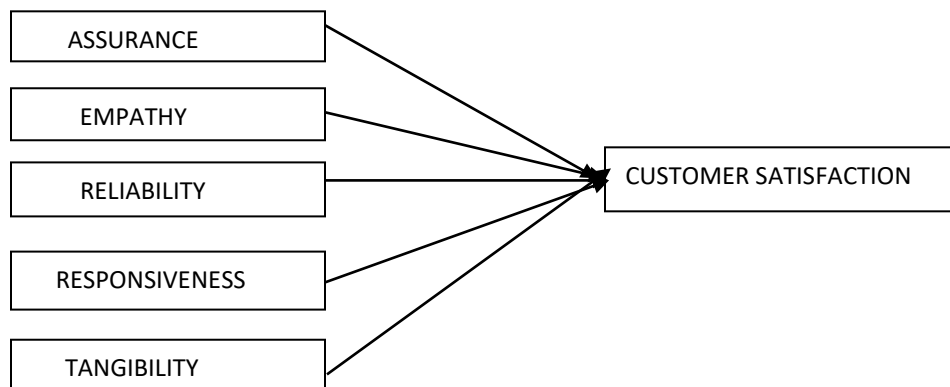 ASSURANCE
EMPATHY
RELIABILITY
CUSTOMER SATISFACTION
RESPONSIVENESS
TANGIBILITY